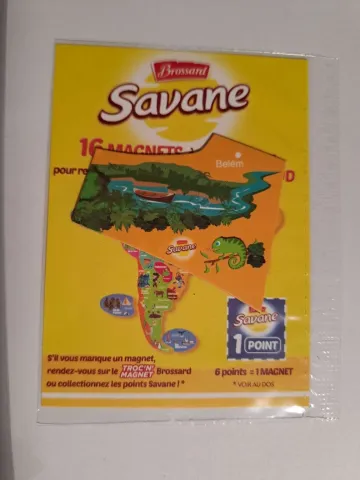 Brossard
Savane
16 MAGNETS
pour re
D
Belém
Savane
Savane
1 POINT
S'il vous manque un magnet,
rendez-vous sur le TROC'N' MAGNET Brossard
ou collectionnez les points Savane ! *
6 points = 1 MAGNET
* VOIR AU DOS